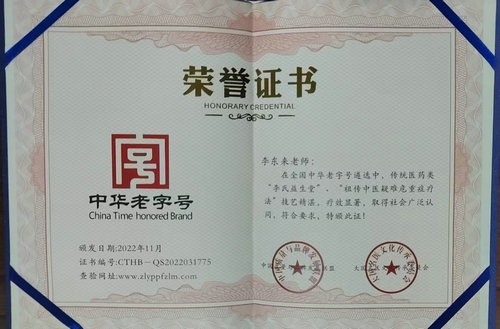 荣誉证书
HONORARY CREDENTIAL
中华老字号
China Time honored Brand
颁发日期:2022年11月
证书编号:CTHB-QS2022031775
查验网址:www.zlyppfzlm.com
李东来老师:
在全国中华老字号遴选中,传统医药类
“李氏益生堂”、“祖传中医疑难危重症疗
法”技艺精湛,疗效显著,取得社会广泛认
同,符合要求,特颁此证!